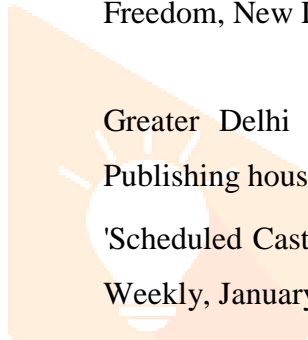 Freedom, New
Greater Delhi
Publishing hous
'Scheduled Cast
Weekly, January